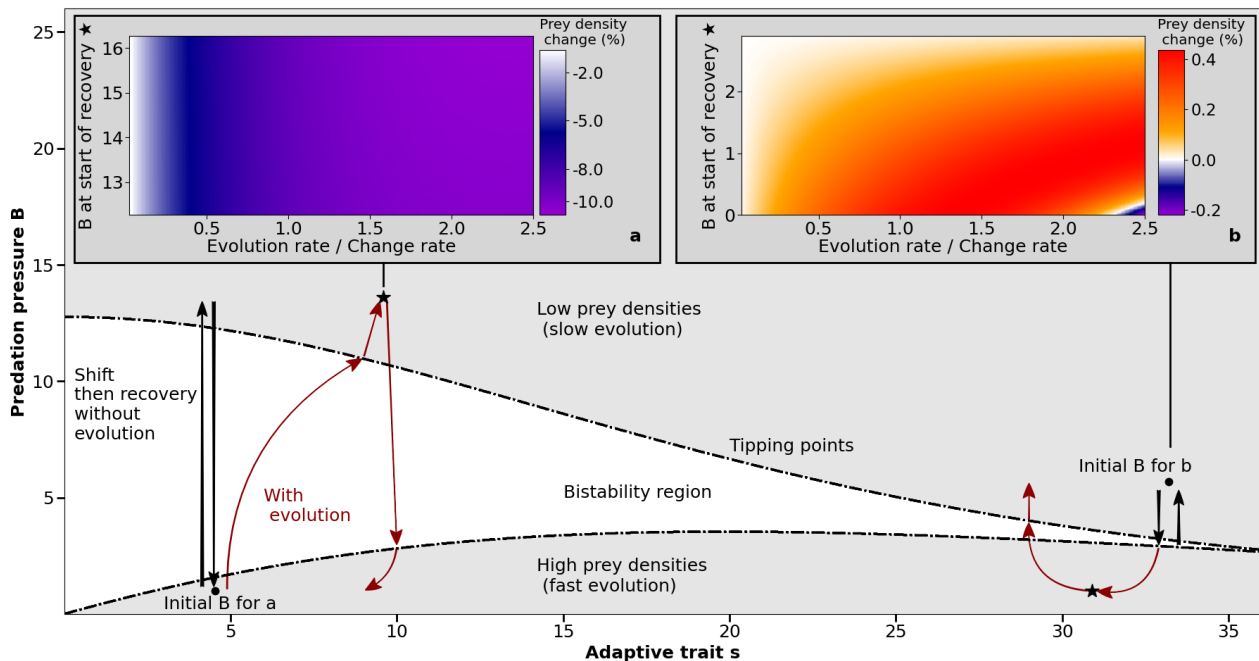 Predation pressure B
25
20
15
10
5
5
10
15
20
25
30
35
Adaptive trait s
B at start of recovery ★
16
15
14
13
0.5
1.0
1.5
2.0
2.5
Evolution rate / Change rate
a
Prey density
change (%)
-2.0
-5.0
-8.0
-10.0
B at start of recovery ★
2
1
0
0.5
1.0
1.5
2.0
2.5
Evolution rate / Change rate
b
Prey density
change (%)
0.4
0.2
0.0
-0.2
Low prey densities
(slow evolution)
Shift
then recovery
without
evolution
With
evolution
Tipping points
Bistability region
Initial B for b
High prey densities
(fast evolution)
Initial B for a